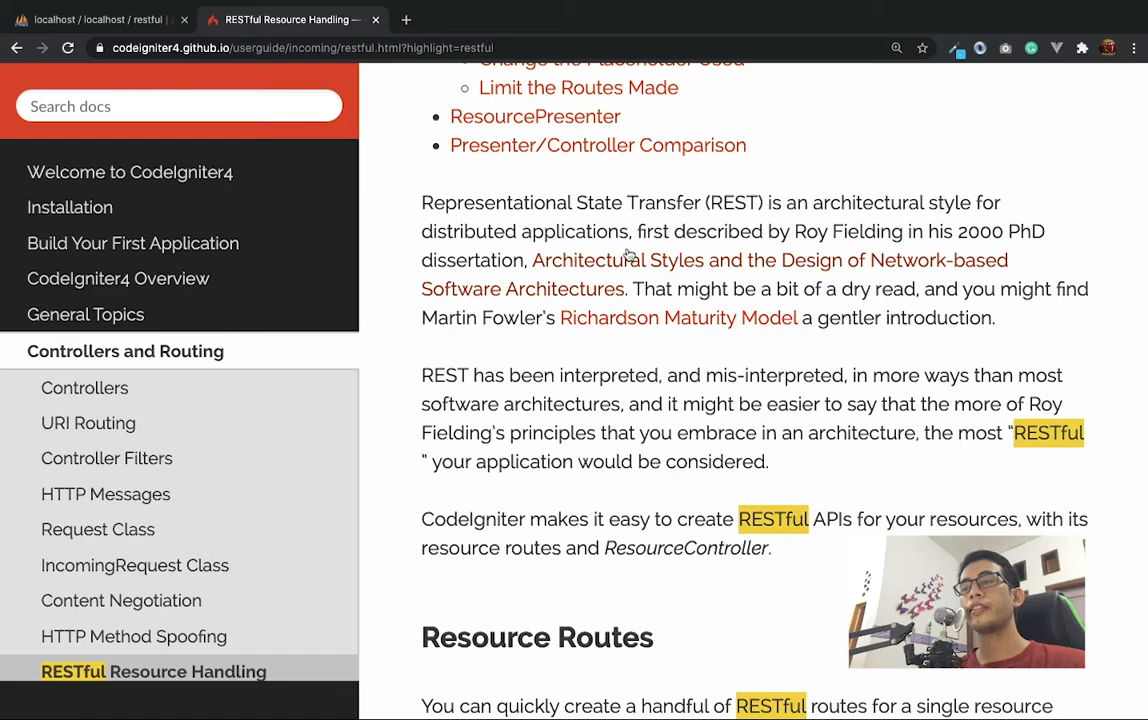 localhost / localhost / restful |
RESTful Resource Handling —
codeigniter4.github.io/userguide/incoming/restful.html?highlight=restful
Search docs
Welcome to CodeIgniter4
Installation
Build Your First Application
CodeIgniter4 Overview
General Topics
Controllers and Routing
Controllers
URI Routing
Controller Filters
HTTP Messages
Request Class
IncomingRequest Class
Content Negotiation
HTTP Method Spoofing
RESTful Resource Handling
Change the Placeholder Used
Limit the Routes Made
ResourcePresenter
Presenter/Controller Comparison
Representational State Transfer (REST) is an architectural style for
distributed applications, first described by Roy Fielding in his 2000 PhD
dissertation, Architectural Styles and the Design of Network-based
Software Architectures. That might be a bit of a dry read, and you might find
Martin Fowler's Richardson Maturity Model a gentler introduction.
REST has been interpreted, and mis-interpreted, in more ways than most
software architectures, and it might be easier to say that the more of Roy
Fielding's principles that you embrace in an architecture, the most “RESTful
” your application would be considered.
CodeIgniter makes it easy to create RESTful APIs for your resources, with its
resource routes and ResourceController.
Resource Routes
You can quickly create a handful of RESTful routes for a single resource